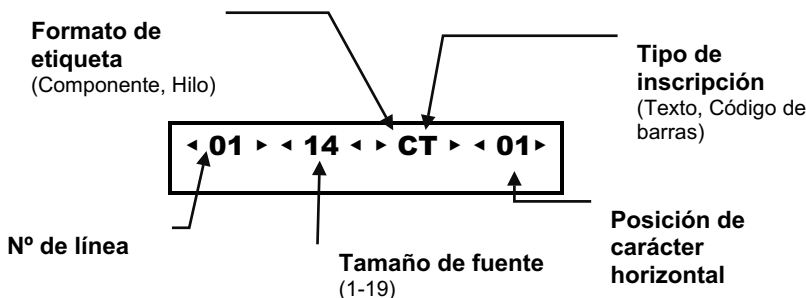 Formato de
etiqueta
(Componente, Hilo)
Tipo de
inscripción
(Texto, Código de
barras)
◄ 01 ► ◄ 14 ◄ ► CT ► ◄ 01►
Nº de línea
Tamaño de fuente
(1-19)
Posición de
carácter
horizontal